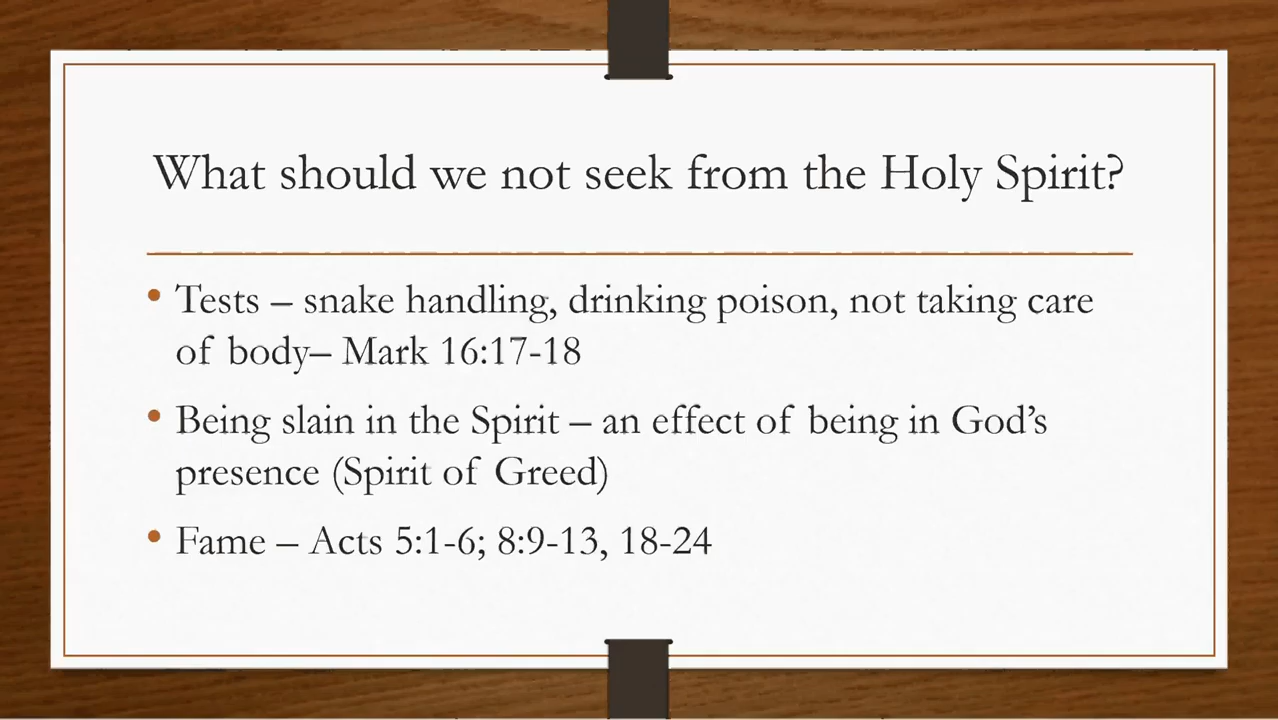 What should we not seek from the Holy Spirit?
• Tests – snake handling, drinking poison, not taking care
of body– Mark 16:17-18
• Being slain in the Spirit – an effect of being in God’s
presence (Spirit of Greed)
• Fame – Acts 5:1-6; 8:9-13, 18-24